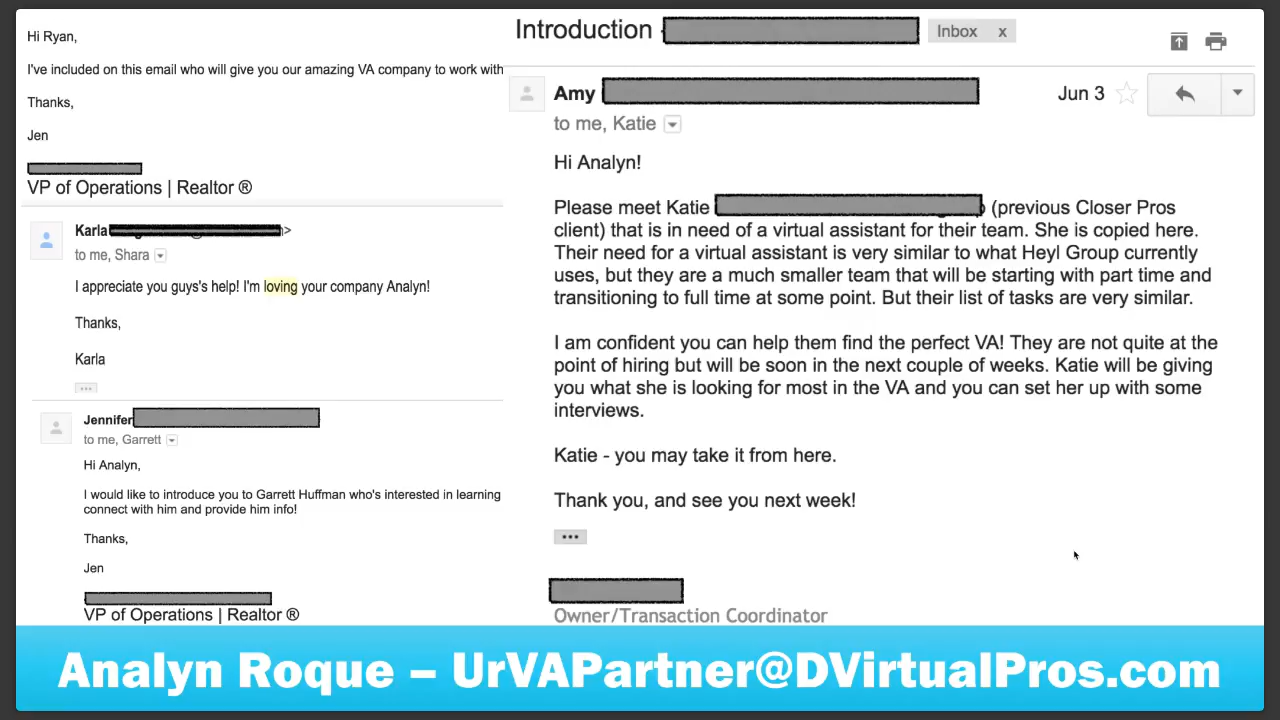 Hi Ryan,
I've included on this email who will give you our amazing VA company to work with
Thanks,
Jen
VP of Operations | Realtor ®
Karla
to me, Shara
I appreciate you guys's help! I'm loving your company Analyn!
Thanks,
Karla
Jennifer
to me, Garrett
Hi Analyn,
I would like to introduce you to Garrett Huffman who's interested in learning
connect with him and provide him info!
Thanks,
Jen
VP of Operations | Realtor ®
Introduction
Inbox x
Amy
Jun 3
to me, Katie
Hi Analyn!
Please meet Katie (previous Closer Pros
client) that is in need of a virtual assistant for their team. She is copied here.
Their need for a virtual assistant is very similar to what Heyl Group currently
uses, but they are a much smaller team that will be starting with part time and
transitioning to full time at some point. But their list of tasks are very similar.
I am confident you can help them find the perfect VA! They are not quite at the
point of hiring but will be soon in the next couple of weeks. Katie will be giving
you what she is looking for most in the VA and you can set her up with some
interviews.
Katie - you may take it from here.
Thank you, and see you next week!
Owner/Transaction Coordinator
Analyn Roque – UrVAPartner@DVirtualPros.com